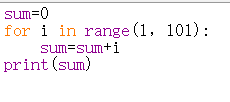 sum=0
for i in range(1, 101):
    sum=sum+i
print(sum)